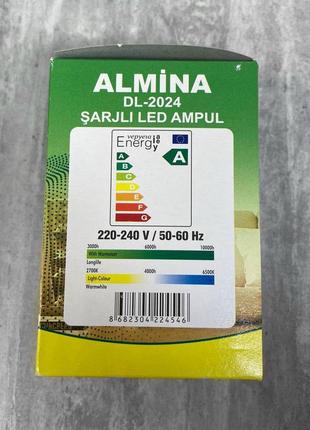 ALMİNA
DL-2024
ŞARJLI LED AMPUL
Energ
A
A
B
C
D
E
F
G
220-240 V / 50-60 Hz
3000h 6000h 10000h
Longlife
2700K 4000h 6500K
Light-Colour
Warmwhite
8 682304 224546